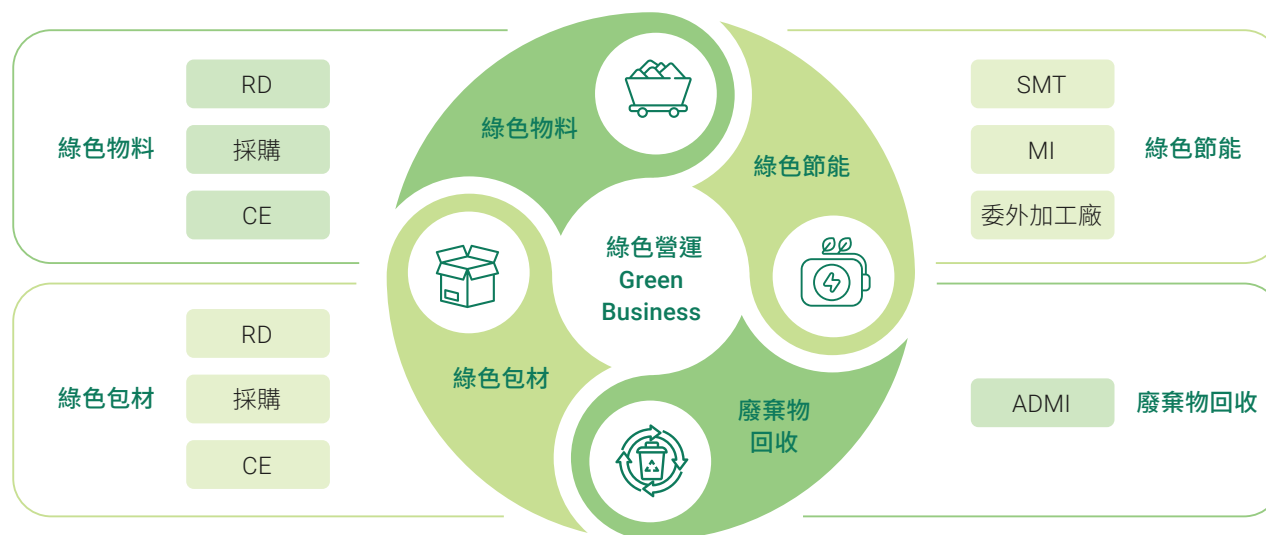 綠色物料
RD
採購
CE
綠色包材
RD
採購
CE
綠色物料
綠色節能
綠色營運
Green
Business
綠色包材
廢棄物
回收
SMT
MI
委外加工廠
綠色節能
ADMI
廢棄物回收